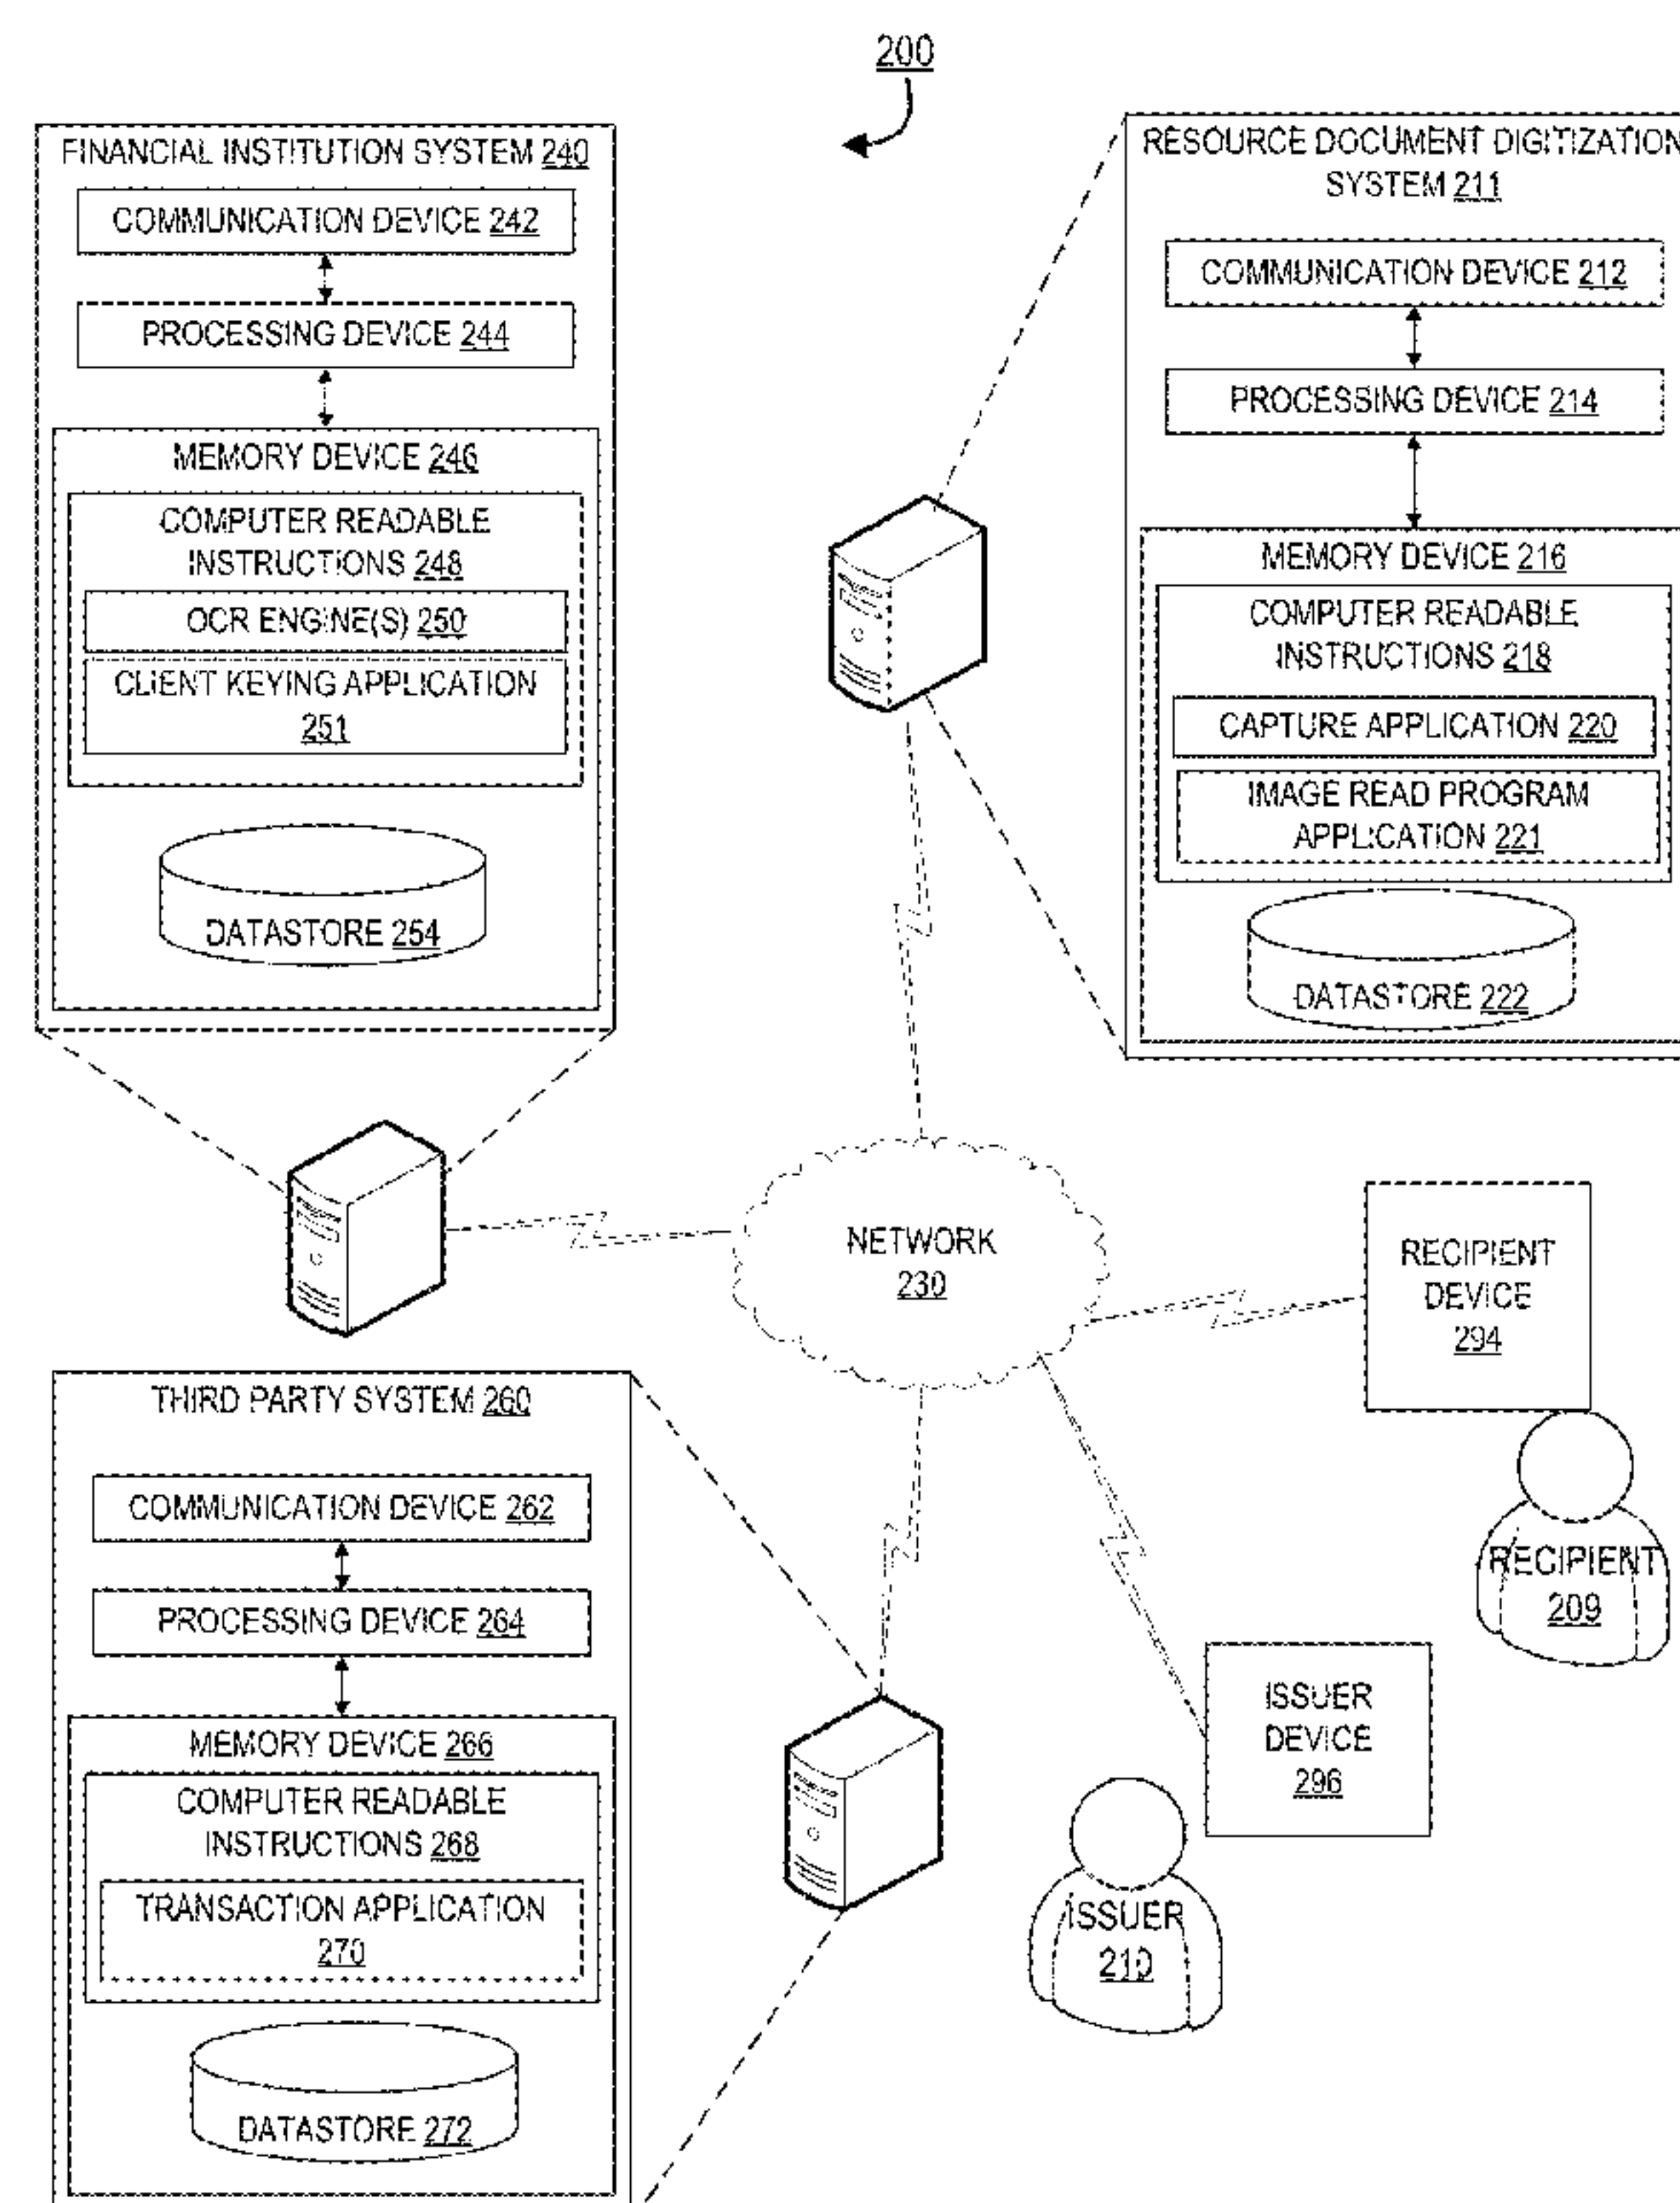 200
FINANCIAL INSTITUTION SYSTEM 240
COMMUNICATION DEVICE 242
PROCESSING DEVICE 244
MEMORY DEVICE 246
COMPUTER READABLE
INSTRUCTIONS 248
OCR ENGINE(S) 250
CLIENT KEYING APPLICATION
251
DATASTORE 254
RESOURCE DOCUMENT DIGITIZATION
SYSTEM 211
COMMUNICATION DEVICE 212
PROCESSING DEVICE 214
MEMORY DEVICE 216
COMPUTER READABLE
INSTRUCTIONS 218
CAPTURE APPLICATION 220
IMAGE READ PROGRAM
APPLICATION 221
DATASTORE 222
NETWORK
230
RECIPIENT
DEVICE
294
RECIPIENT
209
THIRD PARTY SYSTEM 260
COMMUNICATION DEVICE 262
PROCESSING DEVICE 264
MEMORY DEVICE 266
COMPUTER READABLE
INSTRUCTIONS 268
TRANSACTION APPLICATION
270
DATASTORE 272
ISSUER
DEVICE
296
ISSUER
210